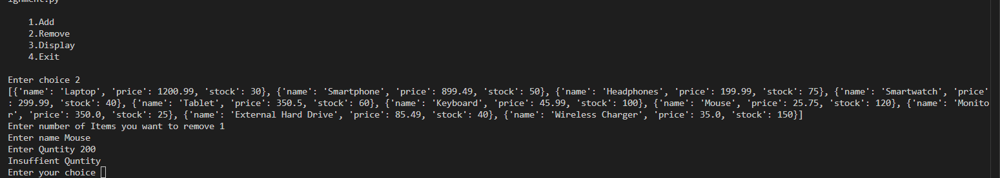 ignment.py
1.Add
2.Remove
3.Display
4.Exit
Enter choice 2
[{'name': 'Laptop', 'price': 1200.99, 'stock': 30}, {'name': 'Smartphone', 'price': 899.49, 'stock': 50}, {'name': 'Headphones', 'price': 199.99, 'stock': 75}, {'name': 'Smartwatch', 'price'
: 299.99, 'stock': 40}, {'name': 'Tablet', 'price': 350.5, 'stock': 60}, {'name': 'Keyboard', 'price': 45.99, 'stock': 100}, {'name': 'Mouse', 'price': 25.75, 'stock': 120}, {'name': 'Monito
r', 'price': 350.0, 'stock': 25}, {'name': 'External Hard Drive', 'price': 85.49, 'stock': 40}, {'name': 'Wireless Charger', 'price': 35.0, 'stock': 150}]
Enter number of Items you want to remove 1
Enter name Mouse
Enter Quntity 200
Insuffient Quntity
Enter your choice